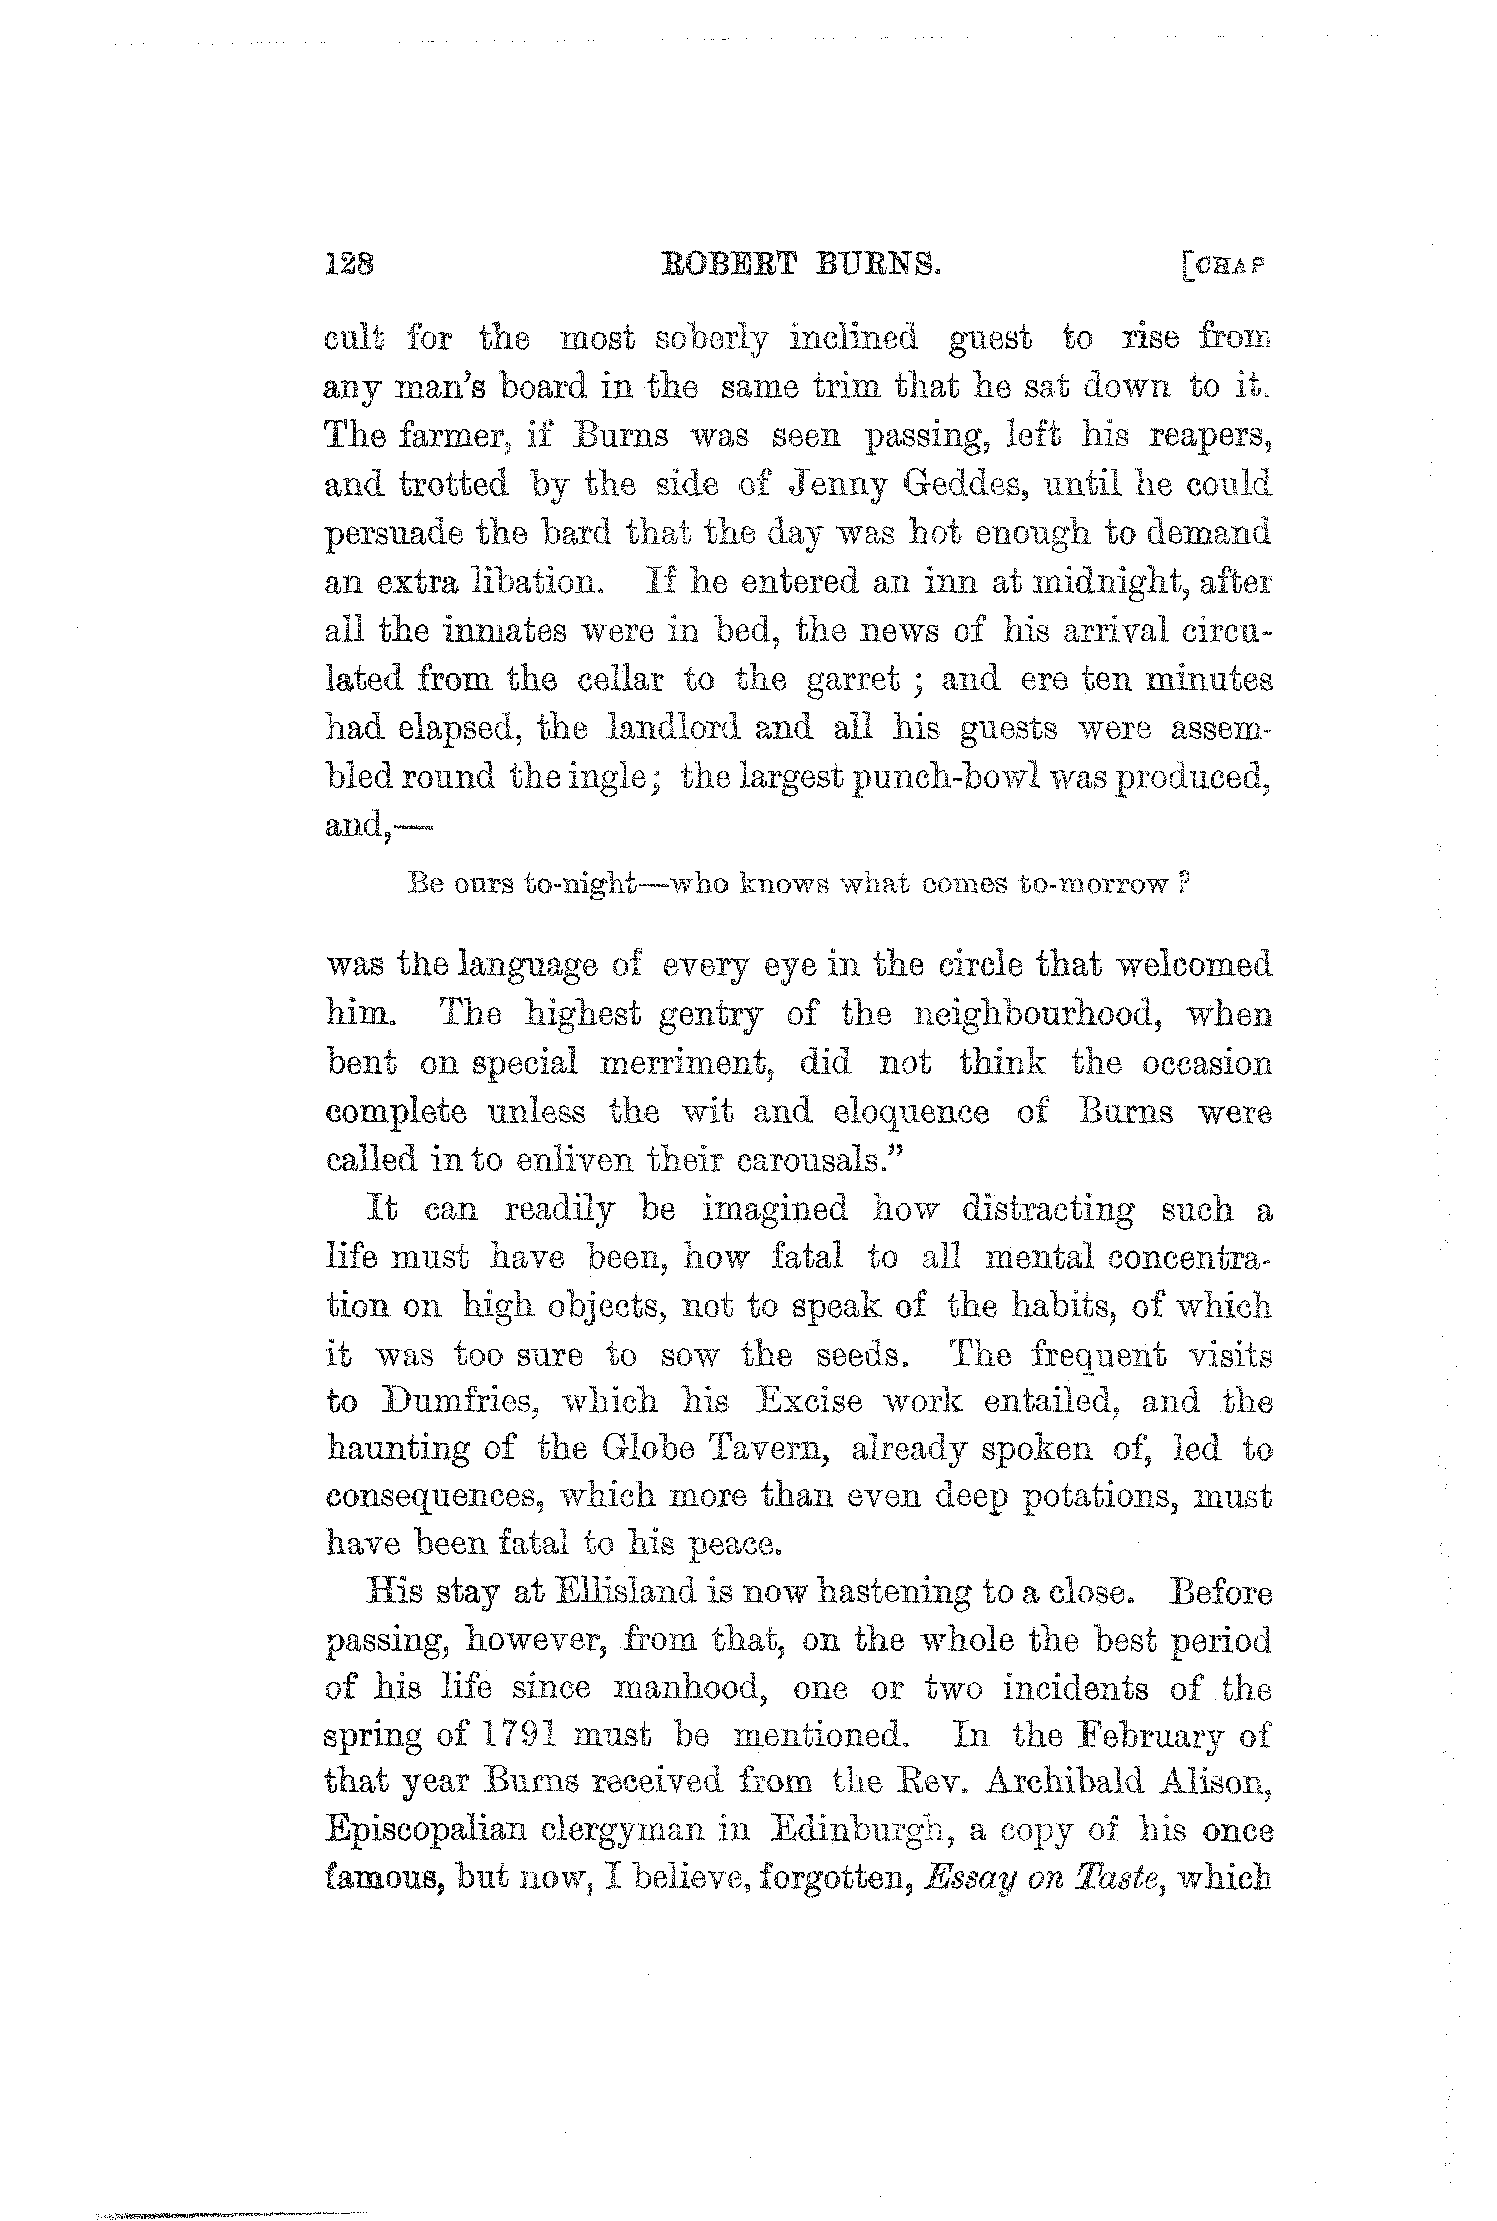 128 ROBERT BURNS. [CHAP
cult for the most soberly inclined guest to rise from
any man's board in the same trim that he sat down to it.
The farmer, if Burns was seen passing, left his reapers,
and trotted by the side of Jenny Geddes, until he could
persuade the bard that the day was hot enough to demand
an extra libation. If he entered an inn at midnight, after
all the inmates were in bed, the news of his arrival circu-
lated from the cellar to the garret ; and ere ten minutes
had elapsed, the landlord and all his guests were assem-
bled round the ingle; the largest punch-bowl was produced,
and,—
Be ours to-night—who knows what comes to-morrow ?
was the language of every eye in the circle that welcomed
him. The highest gentry of the neighbourhood, when
bent on special merriment, did not think the occasion
complete unless the wit and eloquence of Burns were
called in to enliven their carousals."
It can readily be imagined how distracting such a
life must have been, how fatal to all mental concentra-
tion on high objects, not to speak of the habits, of which
it was too sure to sow the seeds. The frequent visits
to Dumfries, which his Excise work entailed, and the
haunting of the Globe Tavern, already spoken of, led to
consequences, which more than even deep potations, must
have been fatal to his peace.
His stay at Ellisland is now hastening to a close. Before
passing, however, from that, on the whole the best period
of his life since manhood, one or two incidents of the
spring of 1791 must be mentioned. In the February of
that year Burns received from the Rev. Archibald Alison,
Episcopalian clergyman in Edinburgh, a copy of his once
famous, but now, I believe, forgotten, Essay on Taste, which